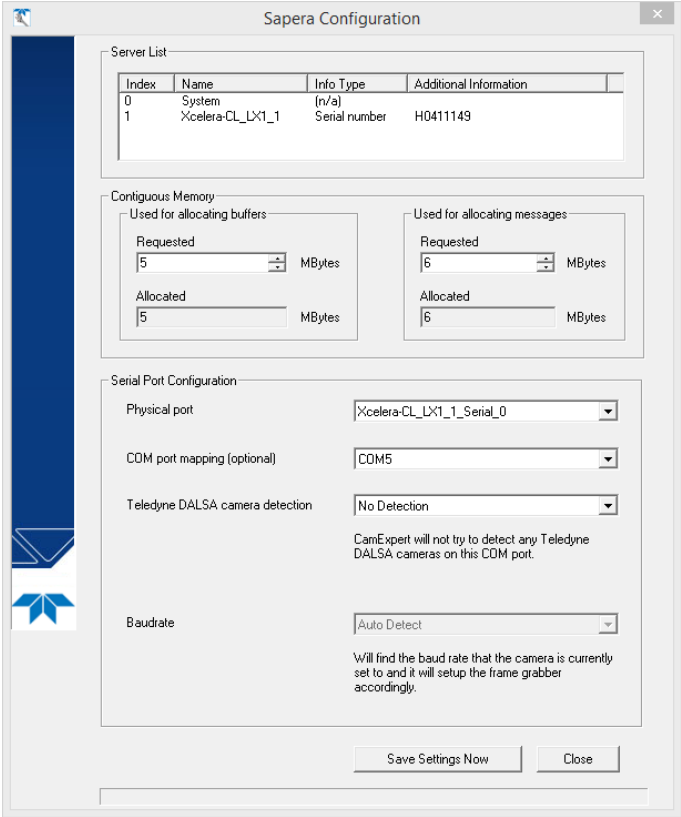 Sapera Configuration
Server List
Index Name Info Type Additional Information
0 System (n/a)
1 Xcelera-CL_LX1_1 Serial number H0411149
Contiguous Memory
Used for allocating buffers Used for allocating messages
Requested Requested
5 MBytes 6 MBytes
Allocated Allocated
5 MBytes 6 MBytes
Serial Port Configuration
Physical port Xcelera-CL_LX1_1_Serial_0
COM port mapping (optional) COM5
Teledyne DALSA camera detection No Detection
CamExpert will not try to detect any Teledyne
DALSA cameras on this COM port.
Baudrate Auto Detect
Will find the baud rate that the camera is currently
set to and it will setup the frame grabber
accordingly.
Save Settings Now Close